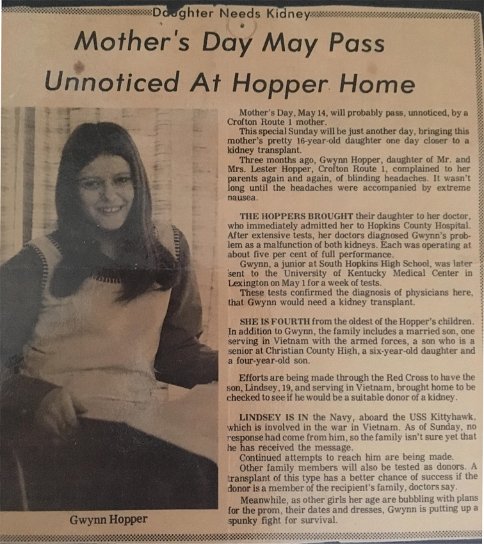 Daughter Needs Kidney
Mother's Day May Pass
Unnoticed At Hopper Home
Mother's Day, May 14, will probably pass, unnoticed, by a
Crofton Route 1 mother.
This special Sunday will be just another day, bringing this
mother's pretty 16-year-old daughter one day closer to a
kidney transplant.
Three months ago, Gwynn Hopper, daughter of Mr. and
Mrs. Lester Hopper, Crofton Route 1, complained to her
parents again and again, of blinding headaches. It wasn't
long until the headaches were accompanied by extreme
nausea.
THE HOPPERS BROUGHT their daughter to her doctor,
who immediately admitted her to Hopkins County Hospital.
After extensive tests, her doctors diagnosed Gwynn's prob-
lem as a malfunction of both kidneys. Each was operating at
about five per cent of full performance.
Gwynn, a junior at South Hopkins High School, was later
sent to the University of Kentucky Medical Center in
Lexington on May 1 for a week of tests.
These tests confirmed the diagnosis of physicians here,
that Gwynn would need a kidney transplant.
SHE IS FOURTH from the oldest of the Hopper's children.
In addition to Gwynn, the family includes a married son, one
serving in Vietnam with the armed forces, a son who is a
senior at Christian County High, a six-year-old daughter and
a four-year-old son.
Efforts are being made through the Red Cross to have the
son, Lindsey, 19, and serving in Vietnam, brought home to be
checked to see if he would be a suitable donor of a kidney.
LINDSEY IS IN the Navy, aboard the USS Kittyhawk,
which is involved in the war in Vietnam. As of Sunday, no
response had come from him, so the family isn't sure yet that
he has received the message.
Continued attempts to reach him are being made.
Other family members will also be tested as donors. A
transplant of this type has a better chance of success if the
donor is a member of the recipient's family, doctors say.
Meanwhile, as other girls her age are bubbling with plans
for the prom, their dates and dresses, Gwynn is putting up a
spunky fight for survival.
Gwynn Hopper